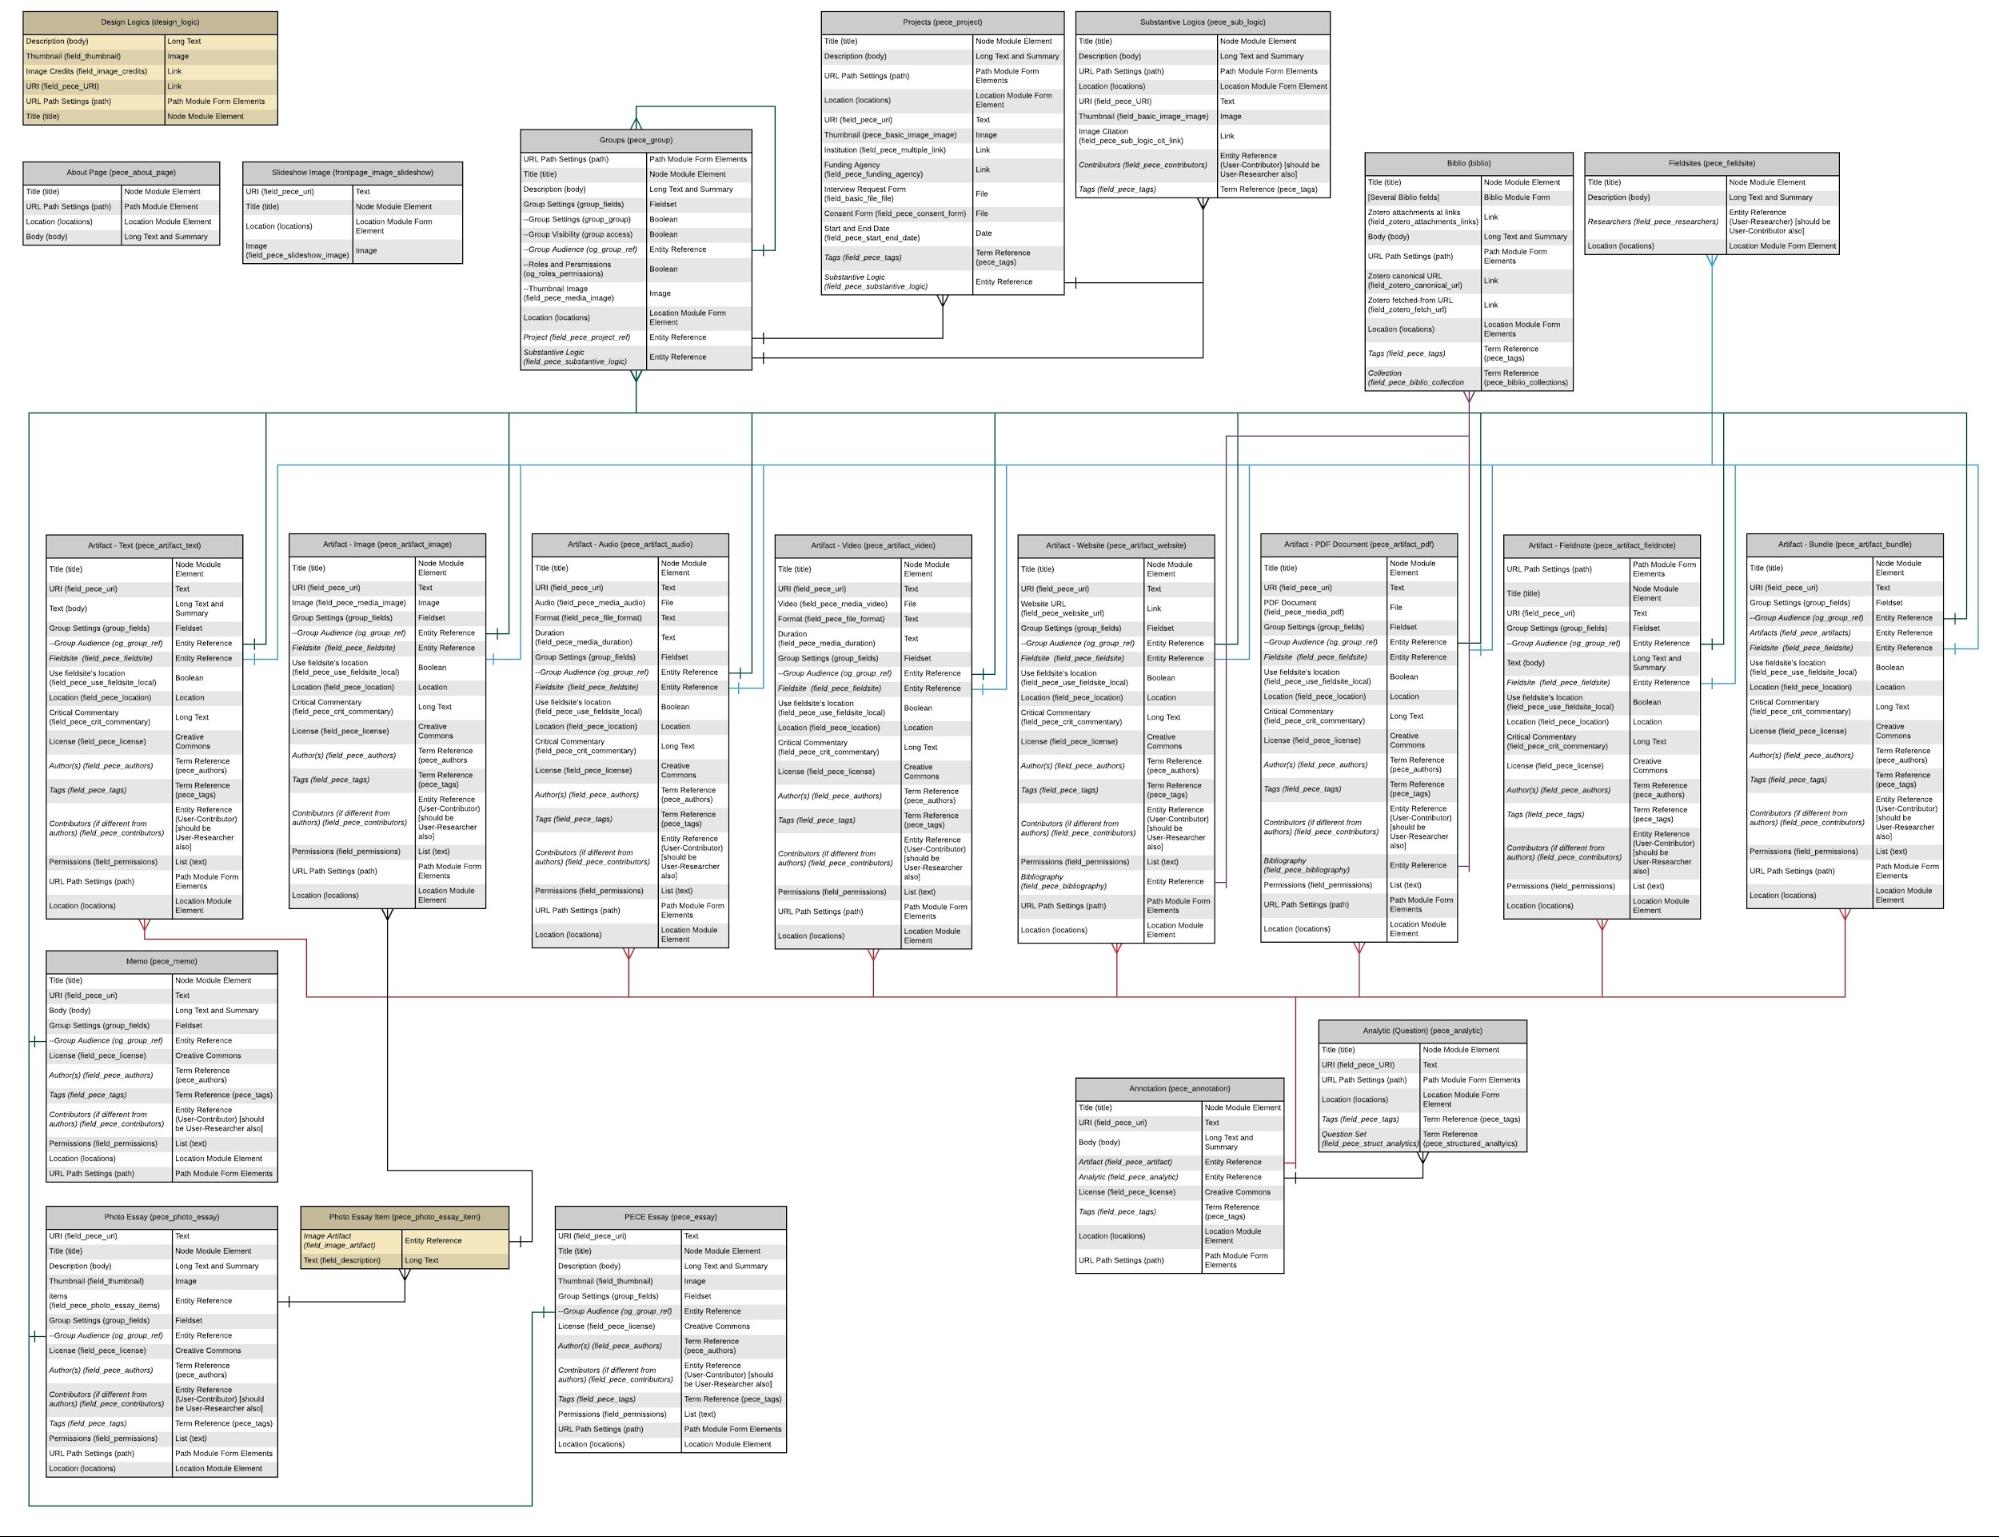 Design Logics (design_logic)
Description (body) Long Text
Thumbnail (field_thumbnail) Image
Image Credits (field_image_credits) Link
URI (field_pece_URI) Link
URL Path Settings (path) Path Module Form Elements
Title (title) Node Module Element
About Page (pece_about_page)
Title (title) Node Module Element
URL Path Settings (path) Path Module Element
Location (locations) Location Module Element
Body (body) Long Text and Summary
Slideshow Image (frontpage_image_slideshow)
URI (field_pece_uri) Text
Title (title) Node Module Element
Location (locations) Location Module Form
Element
Image
(field_pece_slideshow_image) Image
Groups (pece_group)
URL Path Settings (path) Path Module Form Elements
Title (title) Node Module Element
Description (body) Long Text and Summary
Group Settings (group_fields) Fieldset
--Group Settings (group_group) Boolean
--Group Visibility (group access) Boolean
--Group Audience (og_group_ref) Entity Reference
--Roles and Persmissions
(og_roles_permissions) Boolean
--Thumbnail Image
(field_pece_media_image) Image
Location (locations) Location Module Form
Element
Project (field_pece_project_ref) Entity Reference
Substantive Logic
(field_pece_substantive_logic) Entity Reference
Projects (pece_project)
Title (title) Node Module Element
Description (body) Long Text and Summary
URL Path Settings (path) Path Module Form
Elements
Location (locations) Location Module Form
Element
URI (field_pece_uri) Text
Thumbnail (pece_basic_image_image) Image
Institution (field_pece_multiple_link) Link
Funding Agency
(field_pece_funding_agency) Link
Interview Request Form
(field_basic_file_file) File
Consent Form (field_pece_consent_form) File
Start and End Date
(field_pece_start_end_date) Date
Tags (field_pece_tags) Term Reference
(pece_tags)
Substantive Logic
(field_pece_substantive_logic) Entity Reference
Substantive Logics (pece_sub_logic)
Title (title) Node Module Element
Description (body) Long Text and Summary
URL Path Settings (path) Path Module Form Elements
Location (locations) Location Module Form Element
URI (field_pece_URI) Text
Thumbnail (field_basic_image_image) Image
Image Citation
(field_pece_sub_logic_cit_link) Link
Contributors (field_pece_contributors) Entity Reference
(User-Contributor) [should be
User-Researcher also]
Tags (field_pece_tags) Term Reference (pece_tags)
Biblio (biblio)
Title (title) Node Module Element
[Several Biblio fields] Biblio Module Form
Zotero attachments at links
(field_zotero_attachments_links) Link
Body (body) Long Text and Summary
URL Path Settings (path) Path Module Form
Elements
Zotero canonical URL
(field_zotero_canonical_url) Link
Zotero fetched-from URL
(field_zotero_fetch_url) Link
Location (locations) Location Module Form
Elements
Tags (field_pece_tags) Term Reference
(pece_tags)
Collection
(field_pece_biblio_collection Term Reference
(pece_biblio_collections)
Fieldsites (pece_fieldsite)
Title (title) Node Module Element
Description (body) Long Text and Summary
Researchers (field_pece_researchers) Entity Reference
(User-Researcher) [should be
User-Contributor also]
Location (locations) Location Module Form Element
Artifact - Text (pece_artifact_text)
Title (title) Node Module
Element
URI (field_pece_uri) Text
Text (body) Long Text and
Summary
Group Settings (group_fields) Fieldset
--Group Audience (og_group_ref) Entity Reference
Fieldsite (field_pece_fieldsite) Entity Reference
Use fieldsite's location
(field_pece_use_fieldsite_local) Boolean
Location (field_pece_location) Location
Critical Commentary
(field_pece_crit_commentary) Long Text
License (field_pece_license) Creative
Commons
Author(s) (field_pece_authors) Term Reference
(pece_authors)
Tags (field_pece_tags) Term Reference
(pece_tags)
Contributors (if different from
authors) (field_pece_contributors) Entity Reference
(User-Contributor)
[should be
User-Researcher
also]
Permissions (field_permissions) List (text)
URL Path Settings (path) Path Module Form
Elements
Location (locations) Location Module
Element
Artifact - Image (pece_artifact_image)
Title (title) Node Module
Element
URI (field_pece_uri) Text
Image (field_pece_media_image) Image
Group Settings (group_fields) Fieldset
--Group Audience (og_group_ref) Entity Reference
Fieldsite (field_pece_fieldsite) Entity Reference
Use fieldsite's location
(field_pece_use_fieldsite_local) Boolean
Location (field_pece_location) Location
Critical Commentary
(field_pece_crit_commentary) Long Text
License (field_pece_license) Creative
Commons
Author(s) (field_pece_authors) Term Reference
(pece_authors
Tags (field_pece_tags) Term Reference
(pece_tags)
Contributors (if different from
authors) (field_pece_contributors) Entity Reference
(User-Contributor)
[should be
User-Researcher
also]
Permissions (field_permissions) List (text)
URL Path Settings (path) Path Module Form
Elements
Location (locations) Location Module
Element
Artifact - Audio (pece_artifact_audio)
Title (title) Node Module
Element
URI (field_pece_uri) Text
Audio (field_pece_media_audio) File
Format (field_pece_file_format) Text
Duration
(field_pece_media_duration) Text
Group Settings (group_fields) Fieldset
--Group Audience (og_group_ref) Entity Reference
Fieldsite (field_pece_fieldsite) Entity Reference
Use fieldsite's location
(field_pece_use_fieldsite_local) Boolean
Location (field_pece_location) Location
Critical Commentary
(field_pece_crit_commentary) Long Text
License (field_pece_license) Creative
Commons
Author(s) (field_pece_authors) Term Reference
(pece_authors)
Tags (field_pece_tags) Term Reference
(pece_tags)
Contributors (if different from
authors) (field_pece_contributors) Entity Reference
(User-Contributor)
[should be
User-Researcher
also]
Permissions (field_permissions) List (text)
URL Path Settings (path) Path Module Form
Elements
Location (locations) Location Module
Element
Artifact - Video (pece_artifact_video)
Title (title) Node Module
Element
URI (field_pece_uri) Text
Video (field_pece_media_video) File
Format (field_pece_file_format) Text
Duration
(field_pece_media_duration) Text
Group Settings (group_fields) Fieldset
--Group Audience (og_group_ref) Entity Reference
Fieldsite (field_pece_fieldsite) Entity Reference
Use fieldsite's location
(field_pece_use_fieldsite_local) Boolean
Location (field_pece_location) Location
Critical Commentary
(field_pece_crit_commentary) Long Text
License (field_pece_license) Creative
Commons
Author(s) (field_pece_authors) Term Reference
(pece_authors)
Tags (field_pece_tags) Term Reference
(pece_tags)
Contributors (if different from
authors) (field_pece_contributors) Entity Reference
(User-Contributor)
[should be
User-Researcher
also]
Permissions (field_permissions) List (text)
URL Path Settings (path) Path Module Form
Elements
Location (locations) Location Module
Element
Artifact - Website (pece_artifact_website)
Title (title) Node Module
Element
URI (field_pece_uri) Text
Website URL
(field_pece_website_url) Link
Group Settings (group_fields) Fieldset
--Group Audience (og_group_ref) Entity Reference
Fieldsite (field_pece_fieldsite) Entity Reference
Use fieldsite's location
(field_pece_use_fieldsite_local) Boolean
Location (field_pece_location) Location
Critical Commentary
(field_pece_crit_commentary) Long Text
License (field_pece_license) Creative
Commons
Author(s) (field_pece_authors) Term Reference
(pece_authors)
Tags (field_pece_tags) Term Reference
(pece_tags)
Contributors (if different from
authors) (field_pece_contributors) Entity Reference
(User-Contributor)
[should be
User-Researcher
also]
Permissions (field_permissions) List (text)
Bibliography
(field_pece_bibliography) Entity Reference
URL Path Settings (path) Path Module Form
Elements
Location (locations) Location Module
Element
Artifact - PDF Document (pece_artifact_pdf)
Title (title) Node Module
Element
URI (field_pece_uri) Text
PDF Document
(field_pece_media_pdf) File
Group Settings (group_fields) Fieldset
--Group Audience (og_group_ref) Entity Reference
Fieldsite (field_pece_fieldsite) Entity Reference
Use fieldsite's location
(field_pece_use_fieldsite_local) Boolean
Location (field_pece_location) Location
Critical Commentary
(field_pece_crit_commentary) Long Text
License (field_pece_license) Creative
Commons
Author(s) (field_pece_authors) Term Reference
(pece_authors)
Tags (field_pece_tags) Term Reference
(pece_tags)
Contributors (if different from
authors) (field_pece_contributors) Entity Reference
(User-Contributor)
[should be
User-Researcher
also]
Bibliography
(field_pece_bibliography) Entity Reference
Permissions (field_permissions) List (text)
URL Path Settings (path) Path Module Form
Elements
Location (locations) Location Module
Element
Artifact - Fieldnote (pece_artifact_fieldnote)
URL Path Settings (path) Path Module Form
Elements
Title (title) Node Module
Element
URI (field_pece_uri) Text
Group Settings (group_fields) Fieldset
--Group Audience (og_group_ref) Entity Reference
Text (body) Long Text and
Summary
Fieldsite (field_pece_fieldsite) Entity Reference
Use fieldsite's location
(field_pece_use_fieldsite_local) Boolean
Location (field_pece_location) Location
Critical Commentary
(field_pece_crit_commentary) Long Text
License (field_pece_license) Creative
Commons
Author(s) (field_pece_authors) Term Reference
(pece_authors)
Tags (field_pece_tags) Term Reference
(pece_tags)
Contributors (if different from
authors) (field_pece_contributors) Entity Reference
(User-Contributor)
[should be
User-Researcher
also]
Permissions (field_permissions) List (text)
URL Path Settings (path) Path Module Form
Elements
Location (locations) Location Module
Element
Artifact - Bundle (pece_artifact_bundle)
Title (title) Node Module
Element
URI (field_pece_uri) Text
Group Settings (group_fields) Fieldset
--Group Audience (og_group_ref) Entity Reference
Artifacts (field_pece_artifacts) Entity Reference
Fieldsite (field_pece_fieldsite) Entity Reference
Use fieldsite's location
(field_pece_use_fieldsite_local) Boolean
Location (field_pece_location) Location
Critical Commentary
(field_pece_crit_commentary) Long Text
License (field_pece_license) Creative
Commons
Author(s) (field_pece_authors) Term Reference
(pece_authors)
Tags (field_pece_tags) Term Reference
(pece_tags)
Contributors (if different from
authors) (field_pece_contributors) Entity Reference
(User-Contributor)
[should be
User-Researcher
also]
Permissions (field_permissions) List (text)
URL Path Settings (path) Path Module Form
Elements
Location (locations) Location Module
Element
Memo (pece_memo)
Title (title) Node Module Element
URI (field_pece_uri) Text
Body (body) Long Text and Summary
Group Settings (group_fields) Fieldset
--Group Audience (og_group_ref) Entity Reference
License (field_pece_license) Creative Commons
Author(s) (field_pece_authors) Term Reference
(pece_authors)
Tags (field_pece_tags) Term Reference (pece_tags)
Contributors (if different from
authors) (field_pece_contributors) Entity Reference
(User-Contributor) [should
be User-Researcher also]
Permissions (field_permissions) List (text)
Location (locations) Location Module Element
URL Path Settings (path) Path Module Form Elements
Analytic (Question) (pece_analytic)
Title (title) Node Module Element
URI (field_pece_URI) Text
URL Path Settings (path) Path Module Form Elements
Location (locations) Location Module Form
Element
Tags (field_pece_tags) Term Reference (pece_tags)
Question Set
(field_pece_struct_analytics) Term Reference
(pece_structured_analtyics)
Annotation (pece_annotation)
Title (title) Node Module Element
URI (field_pece_uri) Text
Body (body) Long Text and
Summary
Artifact (field_pece_artifact) Entity Reference
Analytic (field_pece_analytic) Entity Reference
License (field_pece_license) Creative Commons
Tags (field_pece_tags) Term Reference
(pece_tags)
Location (locations) Location Module
Element
URL Path Settings (path) Path Module Form
Elements
Photo Essay (pece_photo_essay)
URI (field_pece_uri) Text
Title (title) Node Module Element
Description (body) Long Text and Summary
Thumbnail (field_thumbnail) Image
items
(field_pece_photo_essay_items) Entity Reference
Group Settings (group_fields) Fieldset
--Group Audience (og_group_ref) Entity Reference
License (field_pece_license) Creative Commons
Author(s) (field_pece_authors) Term Reference
(pece_authors)
Contributors (if different from
authors) (field_pece_contributors) Entity Reference
(User-Contributor) [should
be User-Researcher also]
Tags (field_pece_tags) Term Reference (pece_tags)
Permissions (field_permissions) List (text)
URL Path Settings (path) Path Module Form Elements
Location (locations) Location Module Element
Photo Essay Item (pece_photo_essay_item)
Image Artifact
(field_image_artifact) Entity Reference
Text (field_description) Long Text
PECE Essay (pece_essay)
URI (field_pece_uri) Text
Title (title) Node Module Element
Description (body) Long Text and Summary
Thumbnail (field_thumbnail) Image
Group Settings (group_fields) Fieldset
--Group Audience (og_group_ref) Entity Reference
License (field_pece_license) Creative Commons
Author(s) (field_pece_authors) Term Reference
(pece_authors)
Contributors (if different from
authors) (field_pece_contributors) Entity Reference
(User-Contributor) [should
be User-Researcher also]
Tags (field_pece_tags) Term Reference (pece_tags)
Permissions (field_permissions) List (text)
URL Path Settings (path) Path Module Form Elements
Location (locations) Location Module Element